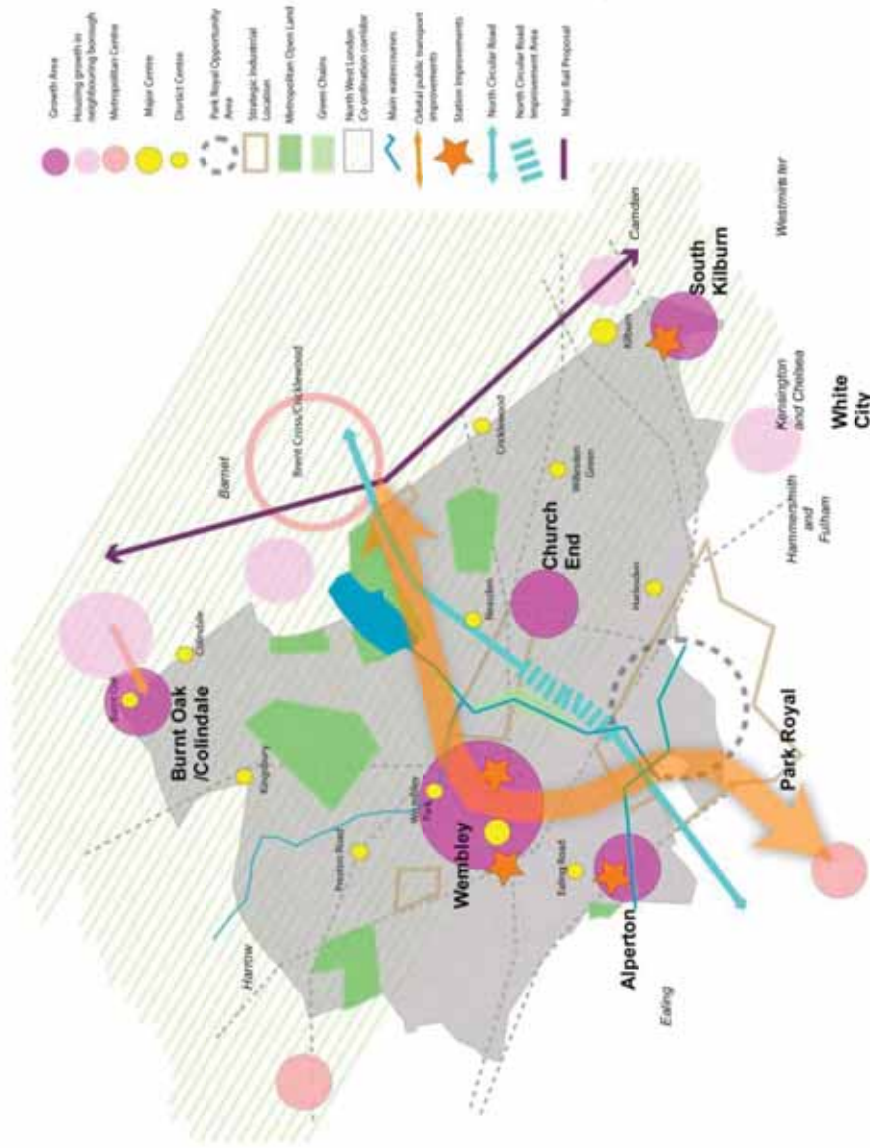 Growth Area
Housing growth in
neighbouring borough
Metropolitan Centre
Major Centre
District Centre
Park Royal Opportunity
Area
Strategic Industrial
Location
Metropolitan Open Land
Green Chains
North West London
Co-ordination corridor
Main watercourses
Orbital public transport
improvements
Station Improvements
North Circular Road
North Circular Road
Improvement Area
Major Rail Proposal
Barnet
Brent Cross/Cricklewood
Burnt Oak
Colindale
Burnt Oak
/Colindale
Kingsbury
Harrow
Preston Road
Wembley
Park
Wembley
Neasden
Church
End
Cricklewood
Willesden
Green
Kilburn
Camden
South
Kilburn
Westminster
Kensington
and Chelsea
White
City
Hammersmith
and
Fulham
Harlesden
Park Royal
Ealing Road
Alperton
Ealing